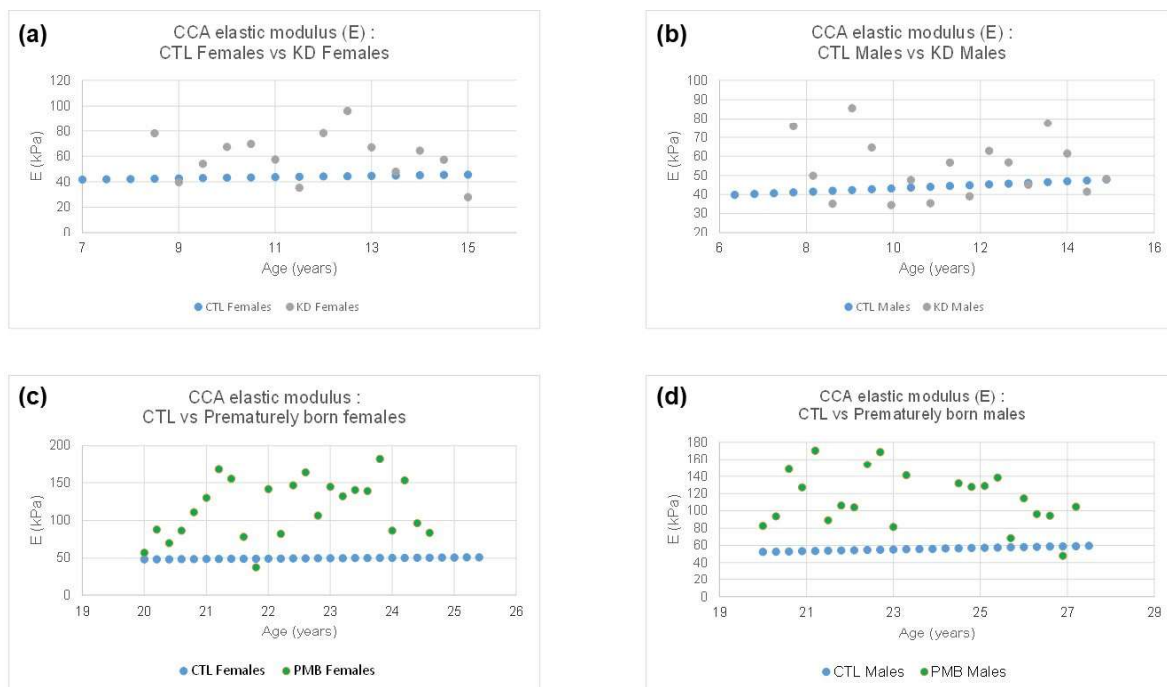 (a)
CCA elastic modulus (E) :
CTL Females vs KD Females
120
100
80
60
40
20
0
E (kPa)
7 9 11 13 15
Age (years)
CTL Females KD Females
(b)
CCA elastic modulus (E) :
CTL Males vs KD Males
100
90
80
70
60
50
40
30
20
E (kPa)
6 8 10 12 14 16
Age (years)
CTL Males KD Males
(c)
CCA elastic modulus :
CTL vs Prematurely born females
200
150
100
50
0
E (kPa)
19 20 21 22 23 24 25 26
Age (years)
CTL Females PMB Females
(d)
CCA elastic modulus (E) :
CTL vs Prematurely born males
180
160
140
120
100
80
60
40
20
0
E (kPa)
19 21 23 25 27 29
Age (years)
CTL Males PMB Males